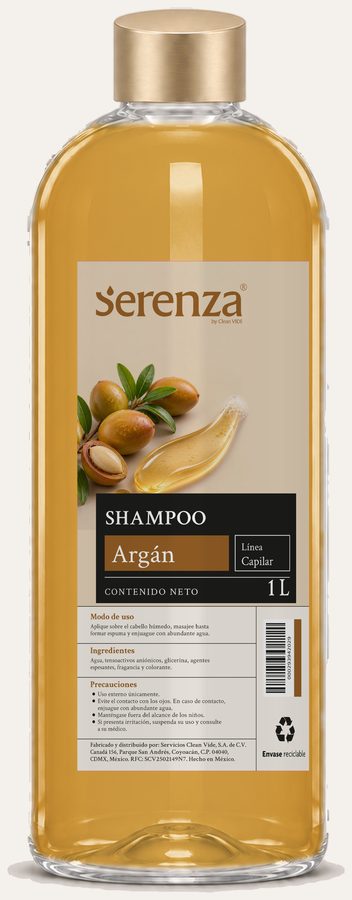 Serenza®
by Clean VIDE
SHAMPOO
Argán
Línea
Capilar
CONTENIDO NETO
1L
Modo de uso
Aplique sobre el cabello húmedo, masajee hasta
formar espuma y enjuague con abundante agua.
Ingredientes
Agua, tensoactivos aniónicos, glicerina, agentes
espesantes, fragancia y colorante.
Precauciones
● Uso externo únicamente.
● Evite el contacto con los ojos. En caso de contacto,
enjuague con abundante agua.
● Manténgase fuera del alcance de los niños.
● Si presenta irritación, suspenda su uso y consulte
a su médico.
Fabricado y distribuido por: Servicios Clean Vide, S.A. de C.V.
Canadá 156, Parque San Andrés, Coyoacán, C.P. 04040,
CDMX, México. RFC: SCV2502149N7. Hecho en México.
Envase reciclable